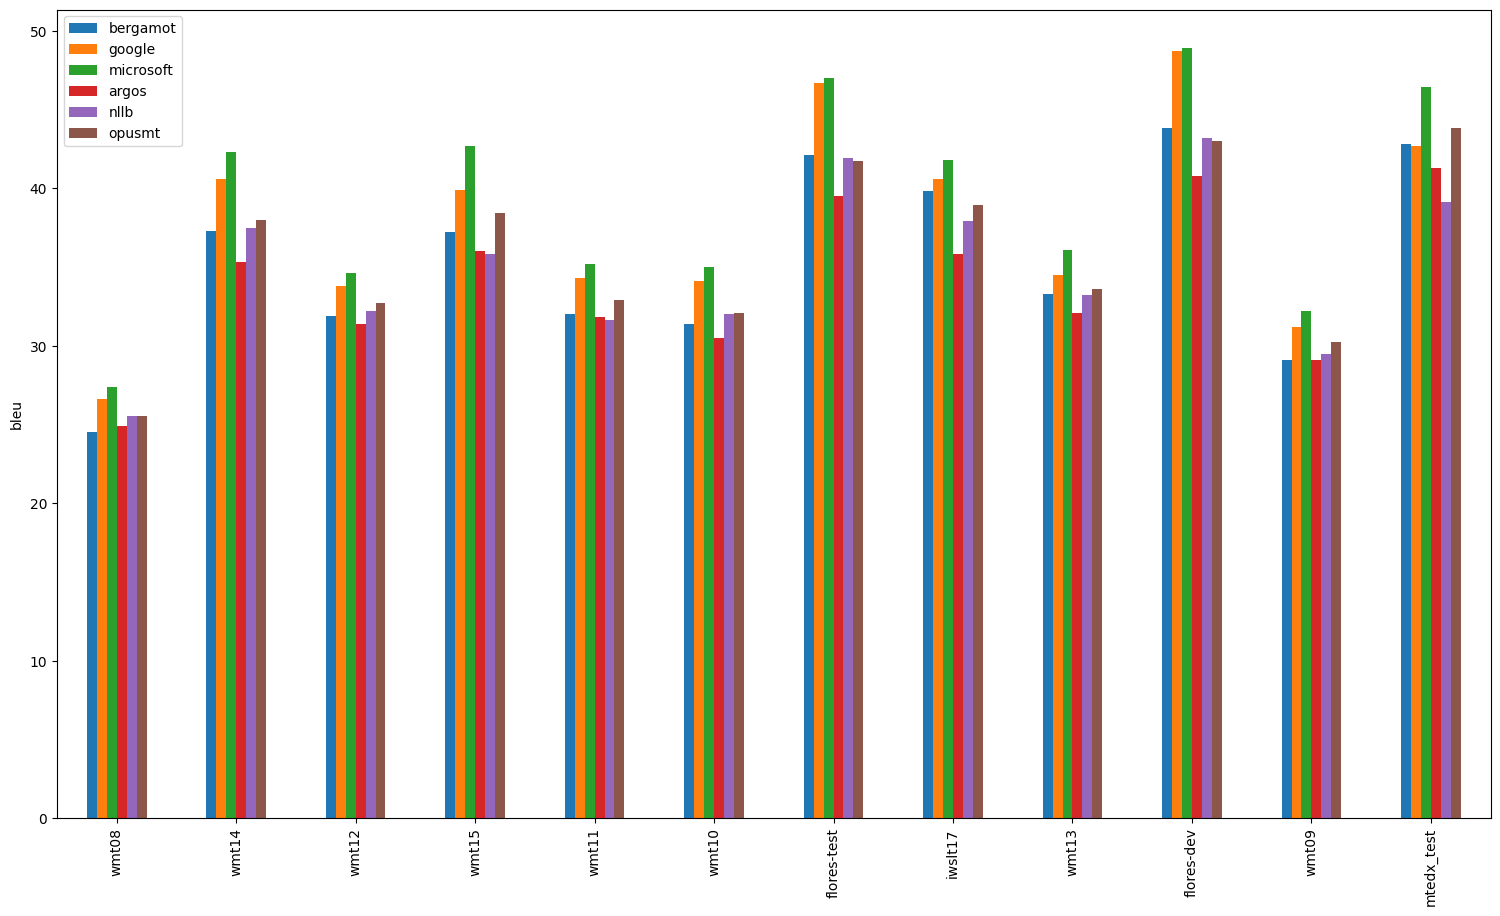 bergamot
google
microsoft
argos
nllb
opusmt
bleu
50
40
30
20
10
0
wmt08
wmt14
wmt12
wmt15
wmt11
wmt10
flores-test
iwslt17
wmt13
flores-dev
wmt09
mtedx_test